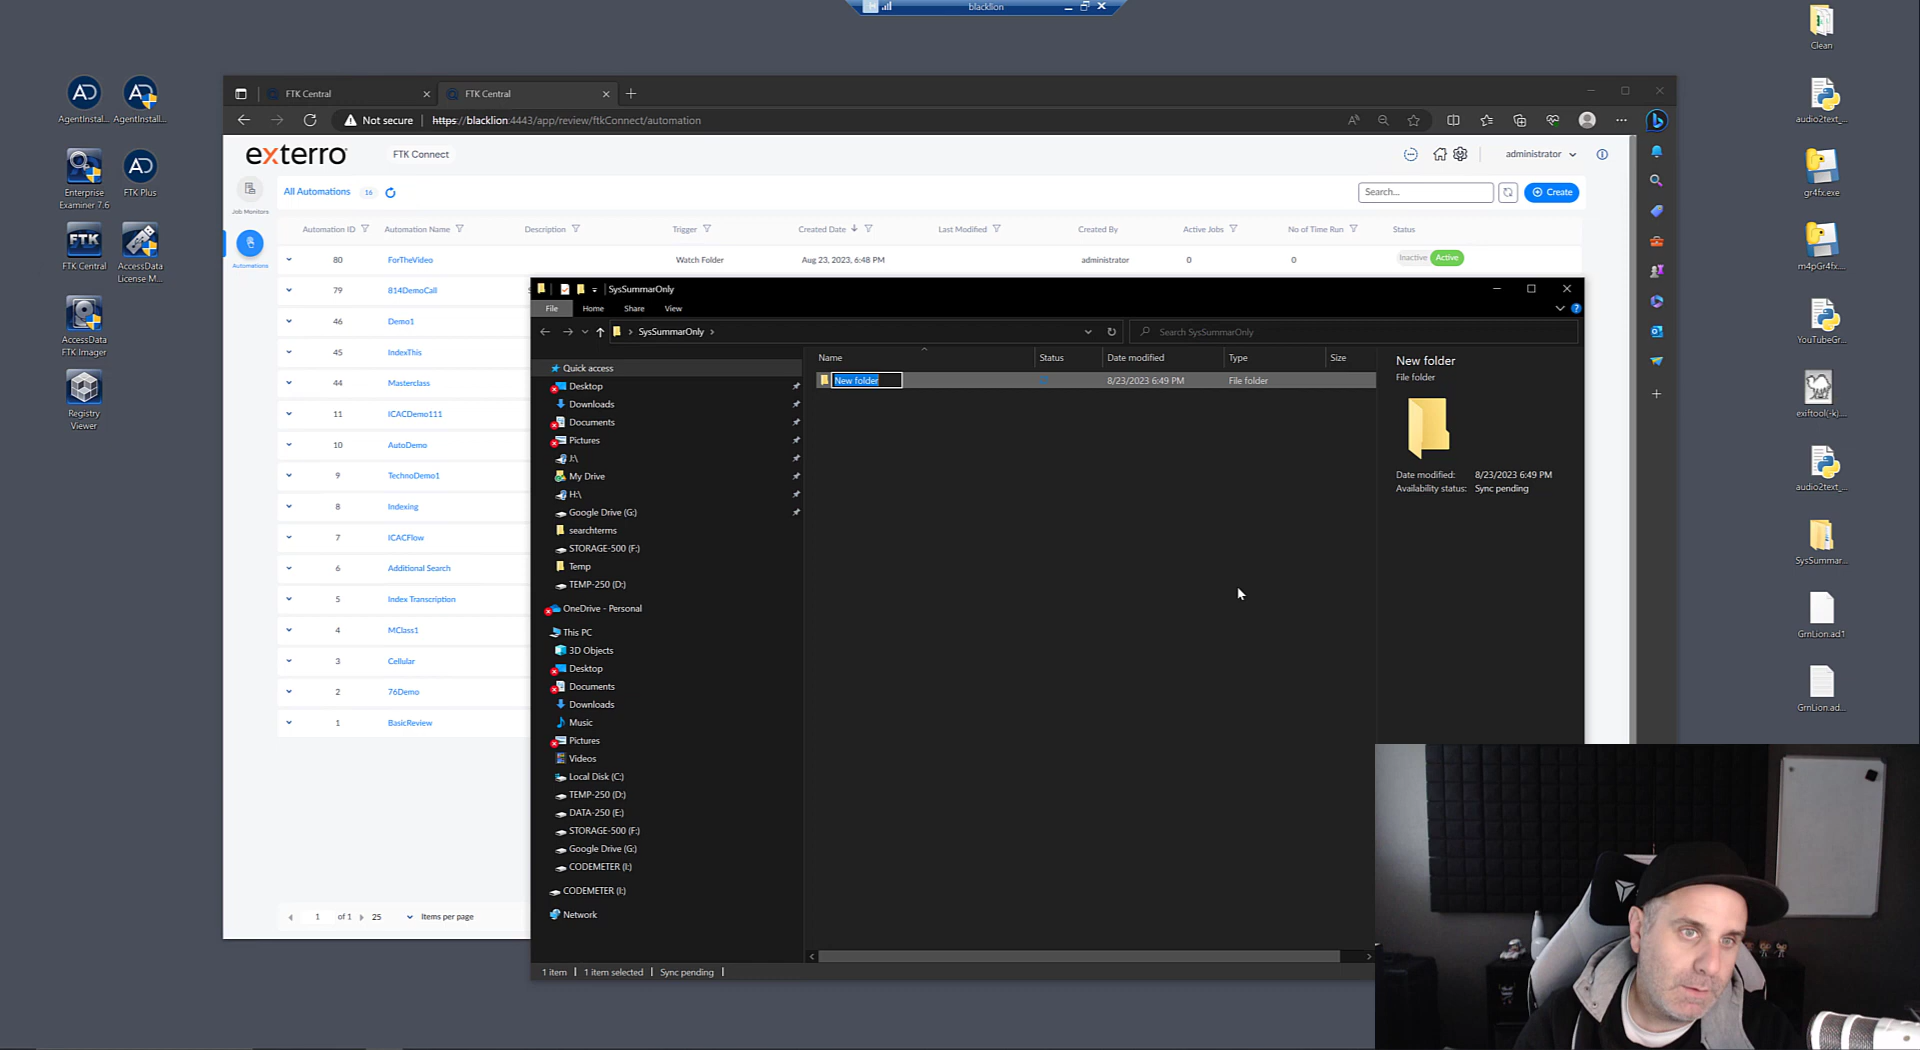 blacklion
Clean
AgentInstall...
AgentInstall...
FTK Central
FTK Central
audio2text_...
Not secure
https://blacklion:4443/app/review/ftkConnect/automation
exterro
FTK Connect
administrator
Enterprise
Examiner 7.6
FTK Plus
All Automations
16
Search...
Create
gr4fx.exe
Job Monitors
Automation ID
Automation Name
Description
Trigger
Created Date
Last Modified
Created By
Active Jobs
No of Time Run
Status
FTK
FTK Central
AccessData
License M...
Automations
80
ForTheVideo
Watch Folder
Aug 23, 2023, 6:48 PM
administrator
0
0
Inactive
Active
m4pGr4fx...
79
814DemoCall
46
Demo1
45
IndexThis
44
Masterclass
11
ICACDemo111
10
AutoDemo
9
TechnoDemo1
8
Indexing
7
ICACFlow
6
Additional Search
5
Index Transcription
4
MClass1
3
Cellular
2
76Demo
1
BasicReview
1
of 1
25
Items per page
AccessData
FTK Imager
Registry
Viewer
SysSummarOnly
File
Home
Share
View
SysSummarOnly
Search SysSummarOnly
Name
Status
Date modified
Type
Size
New folder
8/23/2023 6:49 PM
File folder
Quick access
Desktop
Downloads
Documents
Pictures
J:\
My Drive
H:\
Google Drive (G:)
searchterms
STORAGE-500 (F:)
Temp
TEMP-250 (D:)
OneDrive - Personal
This PC
3D Objects
Desktop
Documents
Downloads
Music
Pictures
Videos
Local Disk (C:)
TEMP-250 (D:)
DATA-250 (E:)
STORAGE-500 (F:)
Google Drive (G:)
CODEMETER (I:)
CODEMETER (I:)
Network
1 item
1 item selected
Sync pending
New folder
File folder
Date modified:
8/23/2023 6:49 PM
Availability status:
Sync pending
YouTubeGr...
exiftool(-k)....
audio2text_...
SysSummar...
GrnLion.ad1
GrnLion.ad...